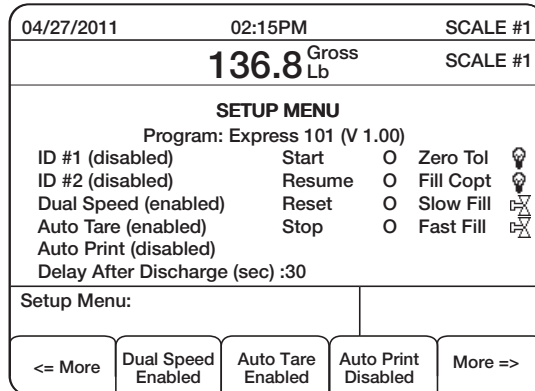 04/27/2011 02:15PM SCALE #1
136.8 Gross Lb SCALE #1
SETUP MENU
Program: Express 101 (V 1.00)
ID #1 (disabled) Start O Zero Tol
ID #2 (disabled) Resume O Fill Copt
Dual Speed (enabled) Reset O Slow Fill
Auto Tare (enabled) Stop O Fast Fill
Auto Print (disabled)
Delay After Discharge (sec) :30
Setup Menu:
<= More
Dual Speed
Enabled
Auto Tare
Enabled
Auto Print
Disabled
More =>